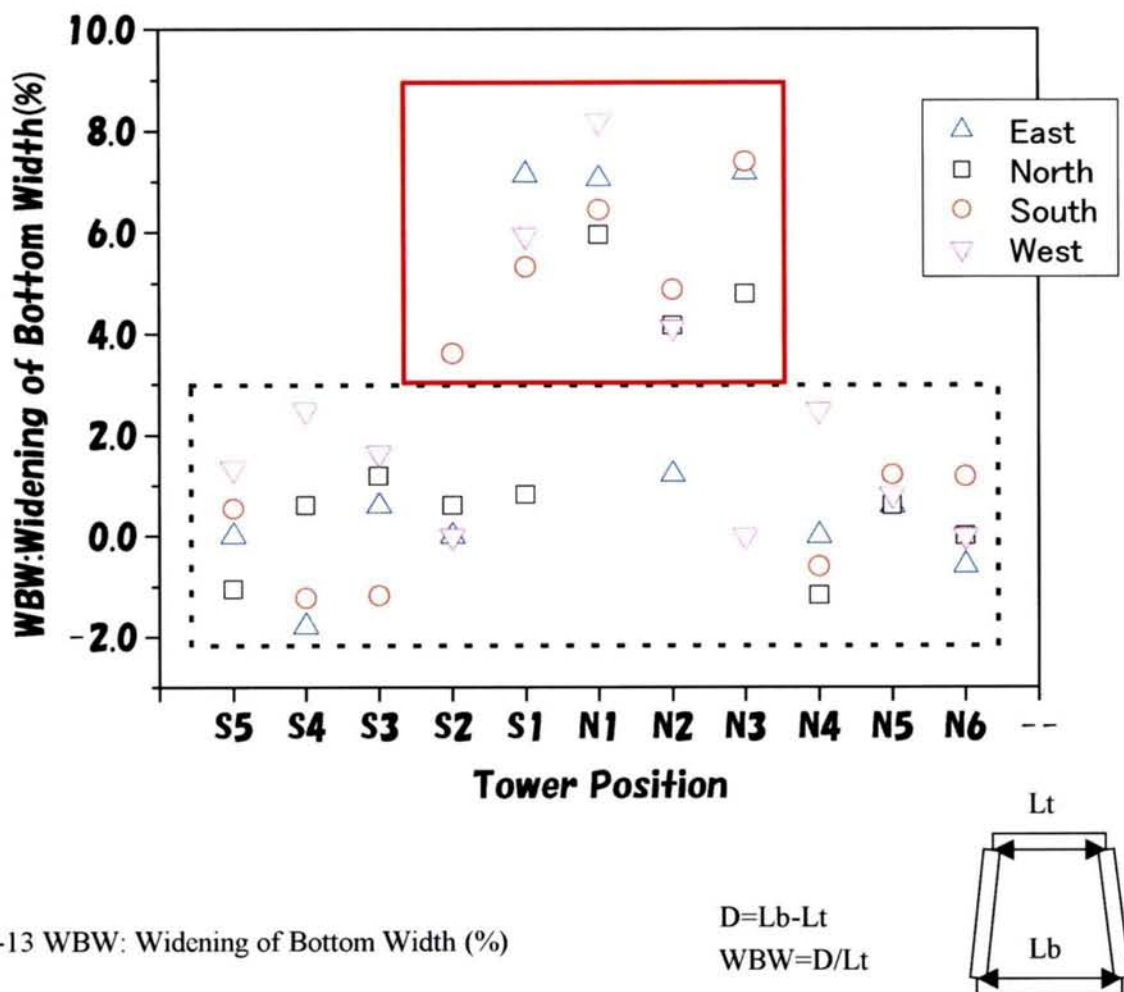 10.0
8.0
6.0
4.0
2.0
0.0
-2.0
WBW:Widening of Bottom Width(%)
East
North
South
West
S5 S4 S3 S2 S1 N1 N2 N3 N4 N5 N6 --
Tower Position
Lt
Lb
D=Lb-Lt
WBW=D/Lt
-13 WBW: Widening of Bottom Width (%)